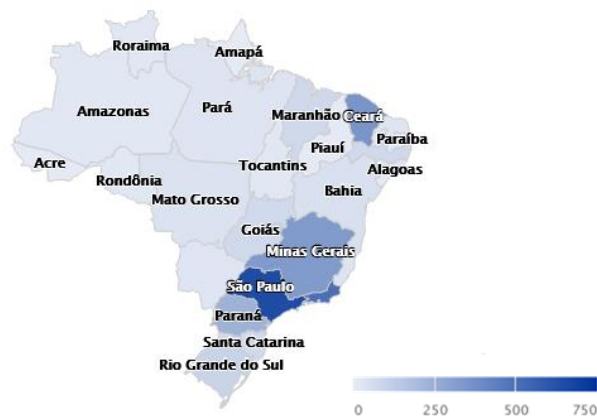 Roraima
Amapá
Amazonas
Pará
Maranhão
Ceará
Paraíba
Piauí
Acre
Tocantins
Alagoas
Rondônia
Bahia
Mato Grosso
Goiás
Minas Gerais
São Paulo
Paraná
Santa Catarina
Rio Grande do Sul
0 250 500 750